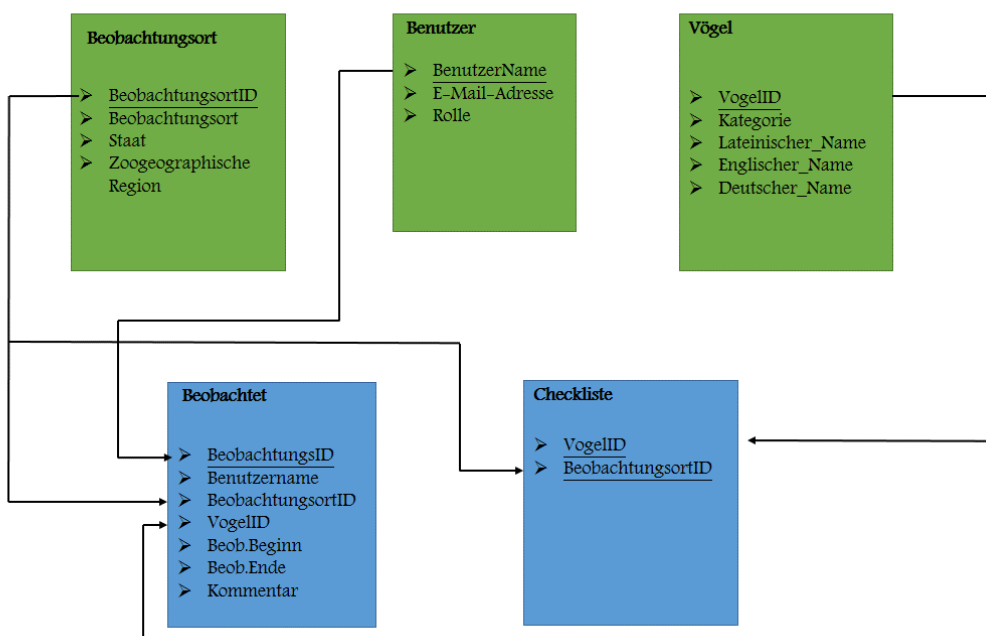 Beobachtungsort
BeobachtungsortID
Beobachtungsort
Staat
Zoogeographische
Region
Benutzer
BenutzerName
E-Mail-Adresse
Rolle
Vögel
VogelID
Kategorie
Lateinischer_Name
Englischer_Name
Deutscher_Name
Beobachtet
BeobachtungsID
Benutzername
BeobachtungsortID
VogelID
Beob.Beginn
Beob.Ende
Kommentar
Checkliste
VogelID
BeobachtungsortID